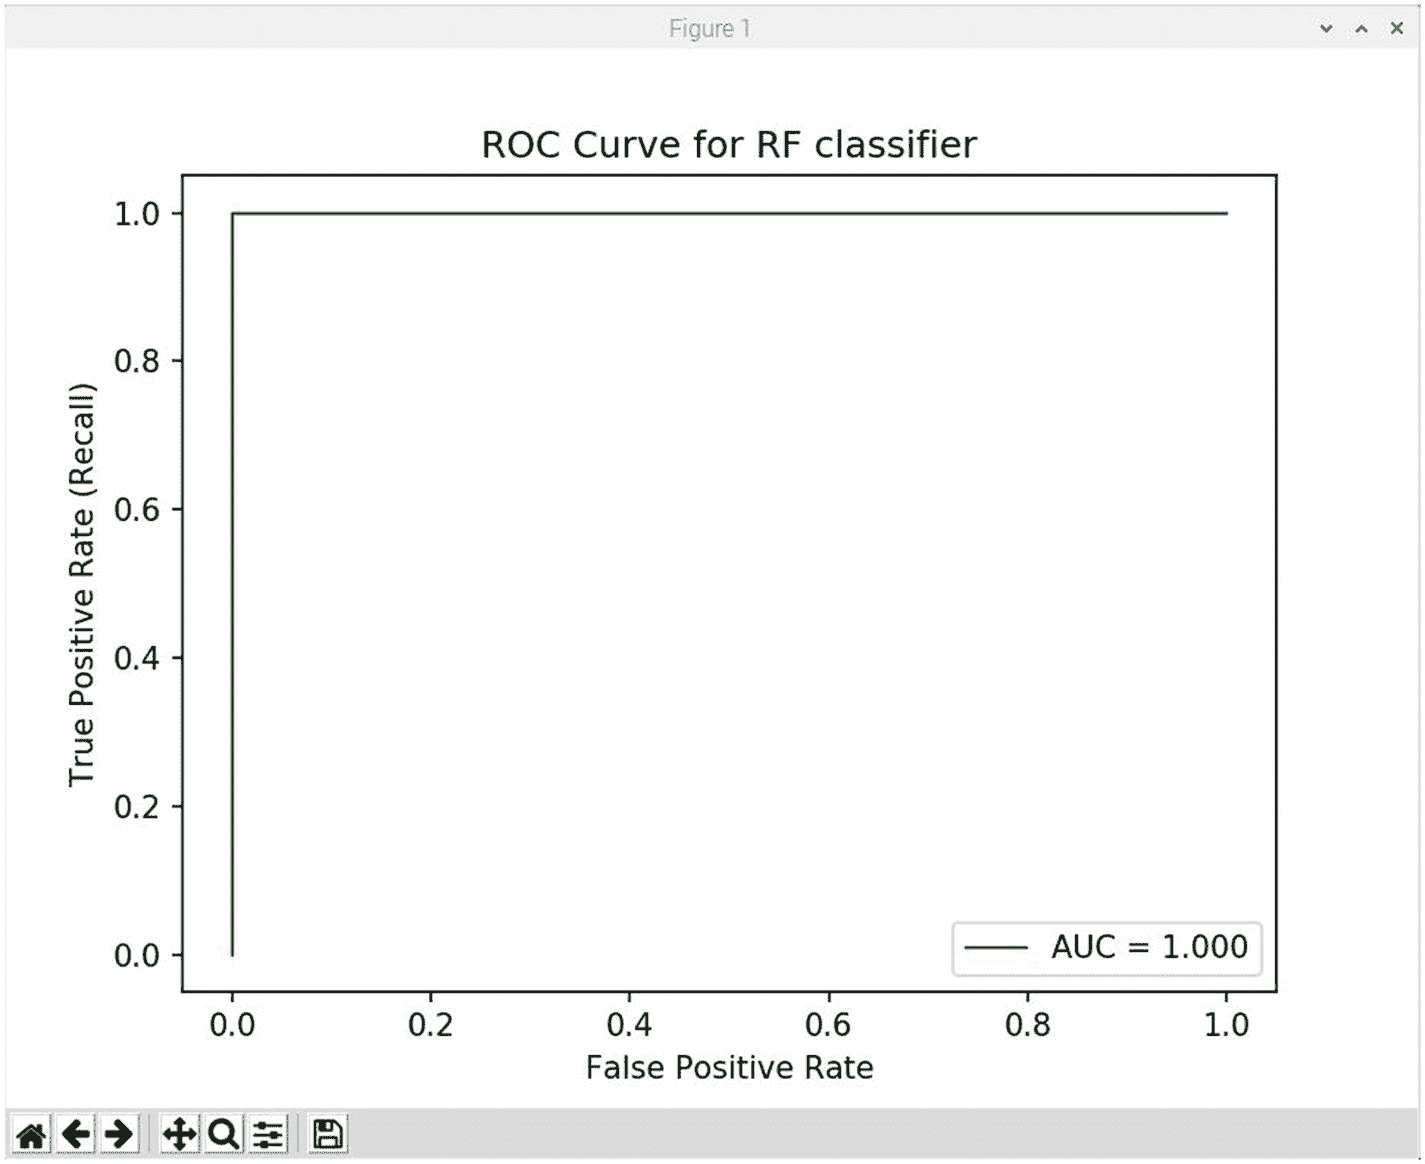 Figure 1
ROC Curve for RF classifier
1.0
0.8
0.6
0.4
0.2
0.0
True Positive Rate (Recall)
AUC = 1.000
0.0 0.2 0.4 0.6 0.8 1.0
False Positive Rate